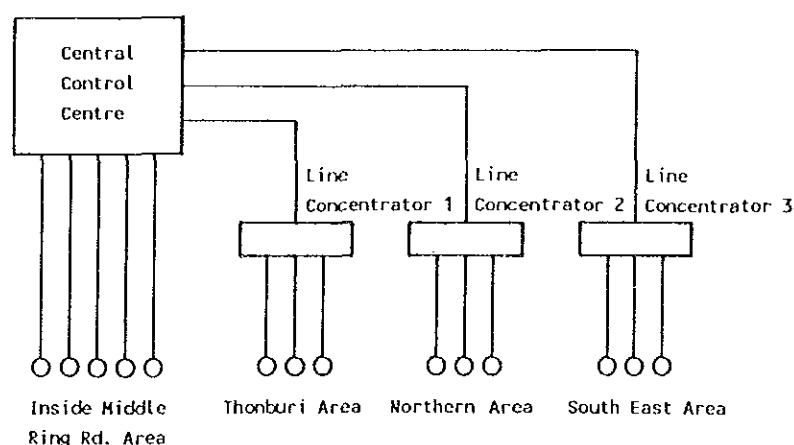 Central
Control
Centre
Line
Concentrator 1
Line
Concentrator 2
Line
Concentrator 3
Inside Middle
Ring Rd. Area
Thonburi Area
Northern Area
South East Area